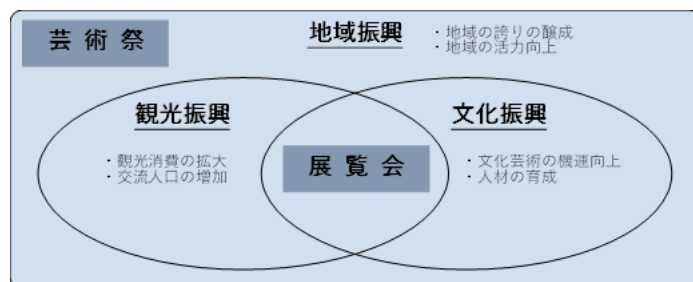 芸術祭
地域振興
・地域の誇りの醸成
・地域の活力向上
観光振興
・観光消費の拡大
・交流人口の増加
展覧会
文化振興
・文化芸術の機運向上
・人材の育成